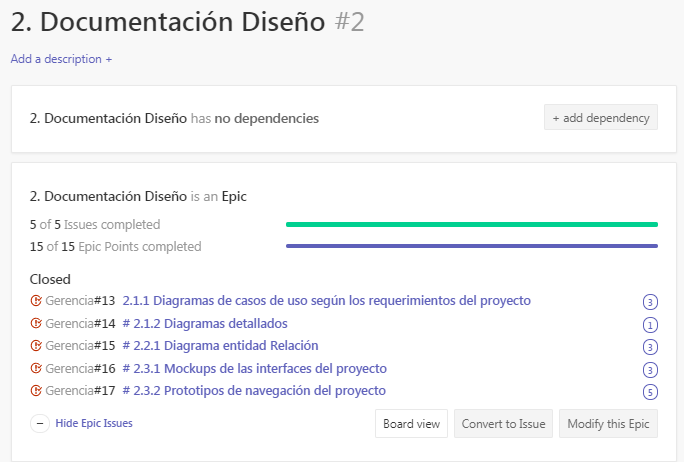 2. Documentación Diseño #2
Add a description +
2. Documentación Diseño has no dependencies
+ add dependency
2. Documentación Diseño is an Epic
5 of 5 Issues completed
15 of 15 Epic Points completed
Closed
Gerencia#13 2.1.1 Diagramas de casos de uso según los requerimientos del proyecto 3
Gerencia#14 # 2.1.2 Diagramas detallados 1
Gerencia#15 # 2.2.1 Diagrama entidad Relación 3
Gerencia#16 # 2.3.1 Mockups de las interfaces del proyecto 3
Gerencia#17 # 2.3.2 Prototipos de navegación del proyecto 5
Hide Epic Issues Board view Convert to Issue Modify this Epic